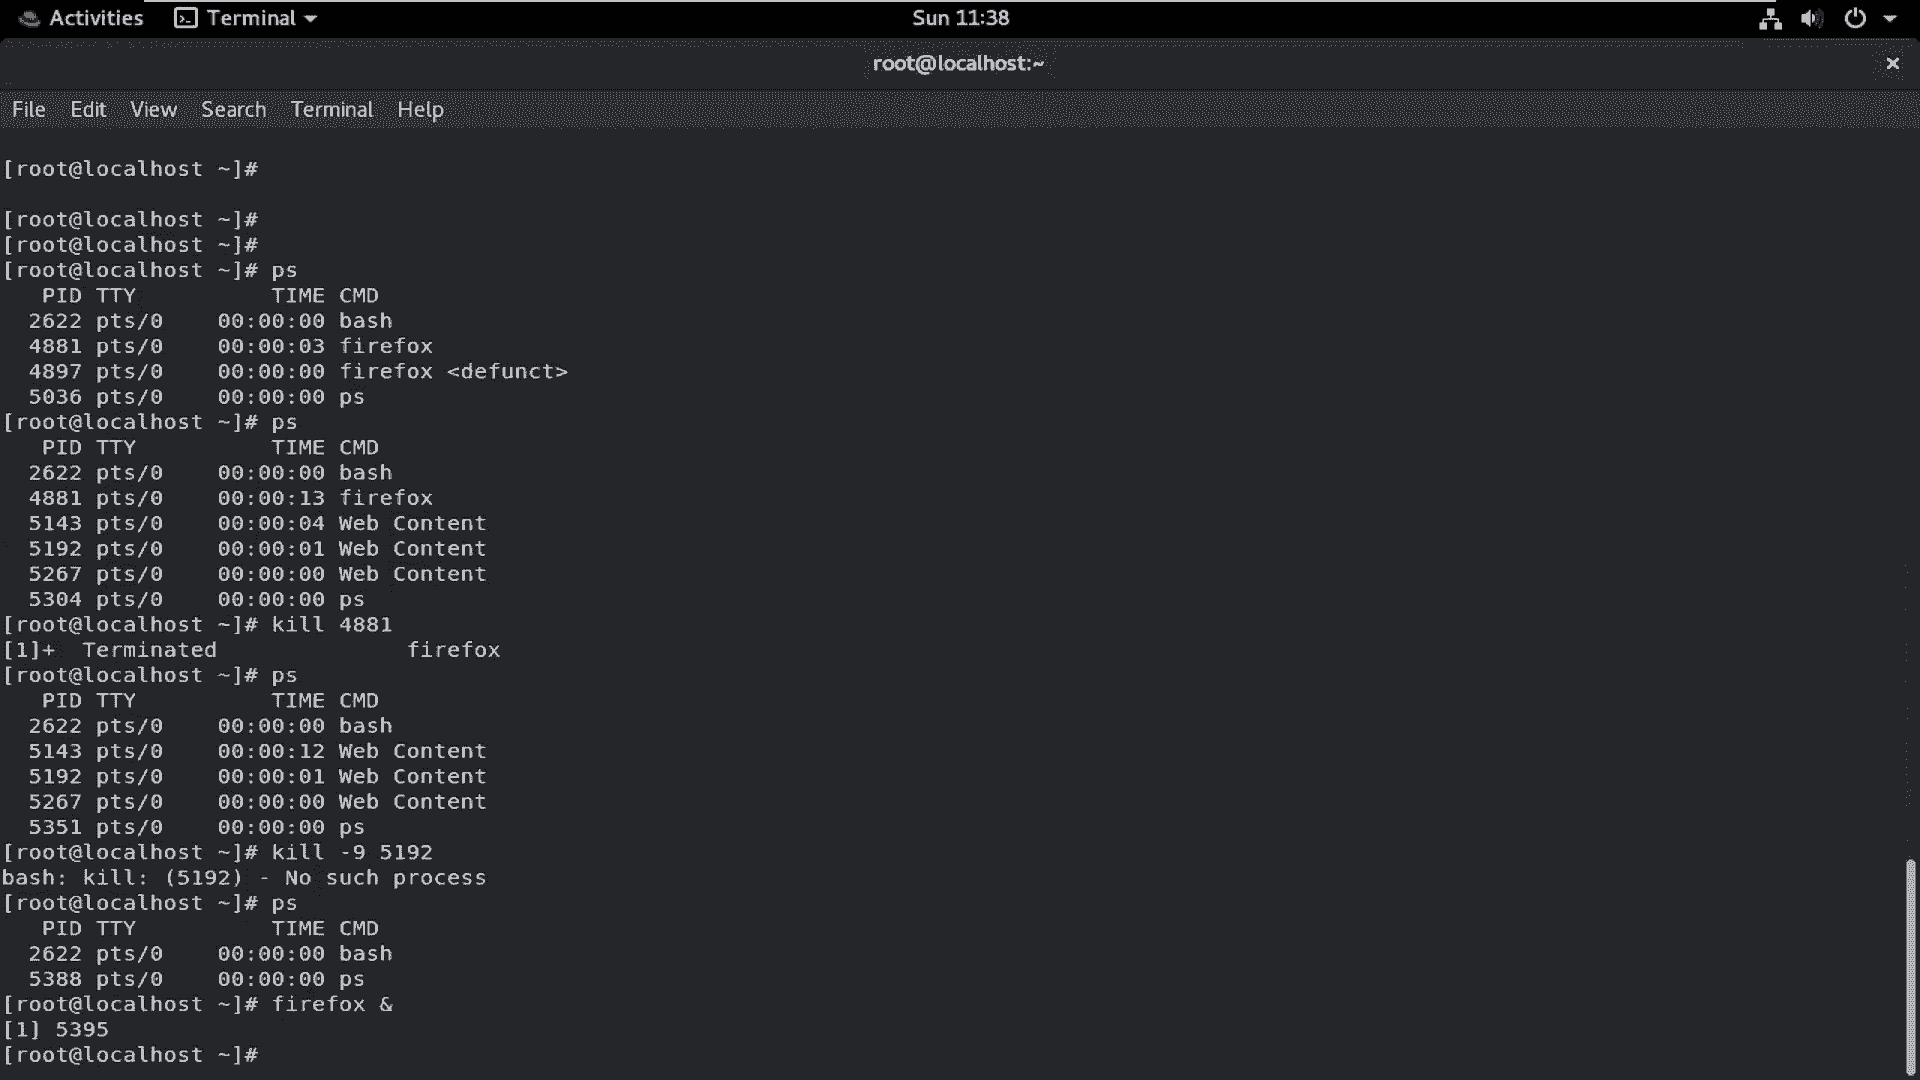 Activities Terminal Sun 11:38
root@localhost:~
File Edit View Search Terminal Help
[root@localhost ~]#
[root@localhost ~]#
[root@localhost ~]#
[root@localhost ~]# ps
PID TTY TIME CMD
2622 pts/0 00:00:00 bash
4881 pts/0 00:00:03 firefox
4897 pts/0 00:00:00 firefox <defunct>
5036 pts/0 00:00:00 ps
[root@localhost ~]# ps
PID TTY TIME CMD
2622 pts/0 00:00:00 bash
4881 pts/0 00:00:13 firefox
5143 pts/0 00:00:04 Web Content
5192 pts/0 00:00:01 Web Content
5267 pts/0 00:00:00 Web Content
5304 pts/0 00:00:00 ps
[root@localhost ~]# kill 4881
[1]+ Terminated firefox
[root@localhost ~]# ps
PID TTY TIME CMD
2622 pts/0 00:00:00 bash
5143 pts/0 00:00:12 Web Content
5192 pts/0 00:00:01 Web Content
5267 pts/0 00:00:00 Web Content
5351 pts/0 00:00:00 ps
[root@localhost ~]# kill -9 5192
bash: kill: (5192) - No such process
[root@localhost ~]# ps
PID TTY TIME CMD
2622 pts/0 00:00:00 bash
5388 pts/0 00:00:00 ps
[root@localhost ~]# firefox &
[1] 5395
[root@localhost ~]#